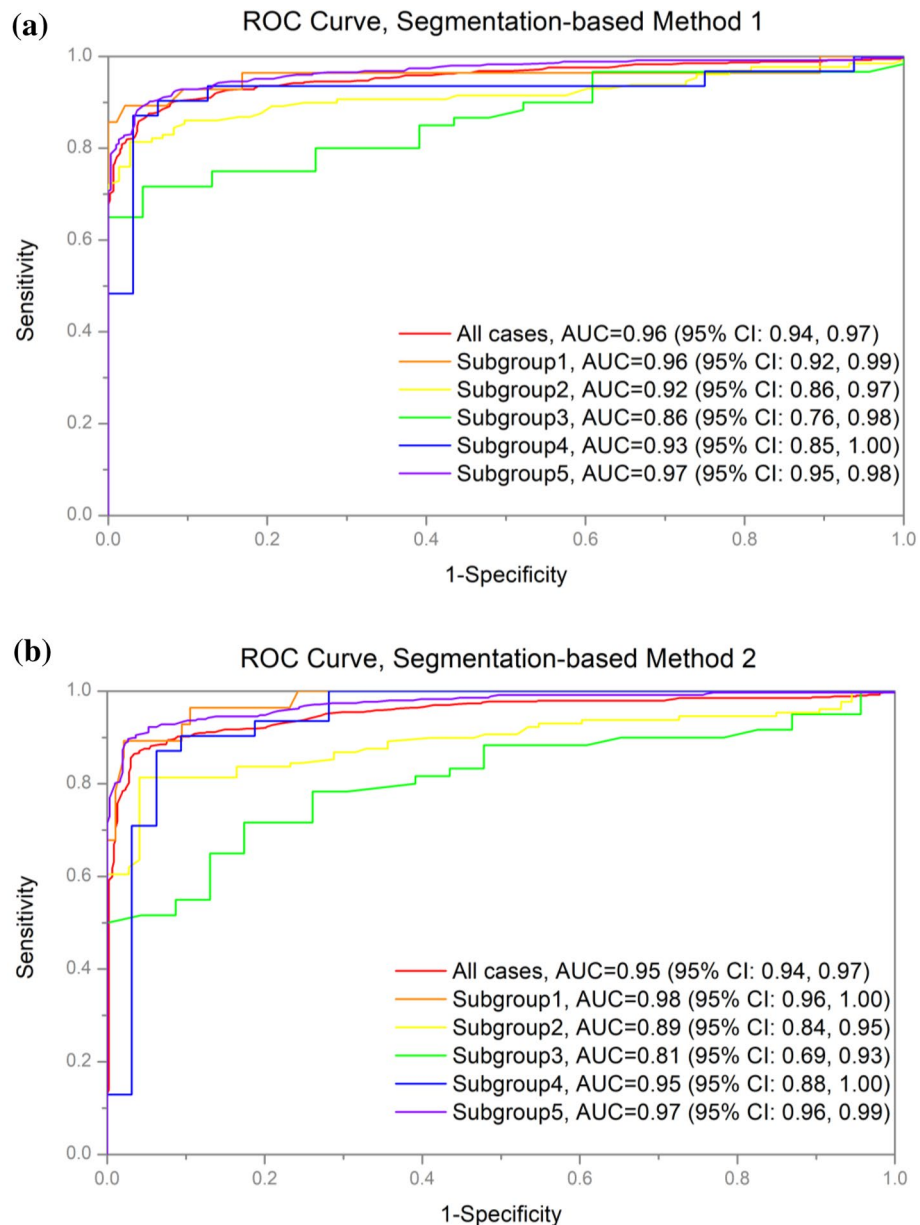 (a)
ROC Curve, Segmentation-based Method 1
1.0
0.8
0.6
0.4
0.2
0.0
Sensitivity
All cases, AUC=0.96 (95% CI: 0.94, 0.97)
Subgroup1, AUC=0.96 (95% CI: 0.92, 0.99)
Subgroup2, AUC=0.92 (95% CI: 0.86, 0.97)
Subgroup3, AUC=0.86 (95% CI: 0.76, 0.98)
Subgroup4, AUC=0.93 (95% CI: 0.85, 1.00)
Subgroup5, AUC=0.97 (95% CI: 0.95, 0.98)
0.0 0.2 0.4 0.6 0.8 1.0
1-Specificity
(b)
ROC Curve, Segmentation-based Method 2
1.0
0.8
0.6
0.4
0.2
0.0
Sensitivity
All cases, AUC=0.95 (95% CI: 0.94, 0.97)
Subgroup1, AUC=0.98 (95% CI: 0.96, 1.00)
Subgroup2, AUC=0.89 (95% CI: 0.84, 0.95)
Subgroup3, AUC=0.81 (95% CI: 0.69, 0.93)
Subgroup4, AUC=0.95 (95% CI: 0.88, 1.00)
Subgroup5, AUC=0.97 (95% CI: 0.96, 0.99)
0.0 0.2 0.4 0.6 0.8 1.0
1-Specificity